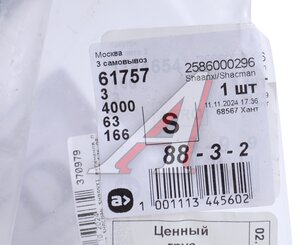 Москва
3 самовывоз
2586000296
Shaanxi/Shacman
61757
3
4000
63
166
1 шт
11.11.2024 17:36
68567 Хант
S
88-3-2
370979
1 001113 445602
Ценный
груз
02